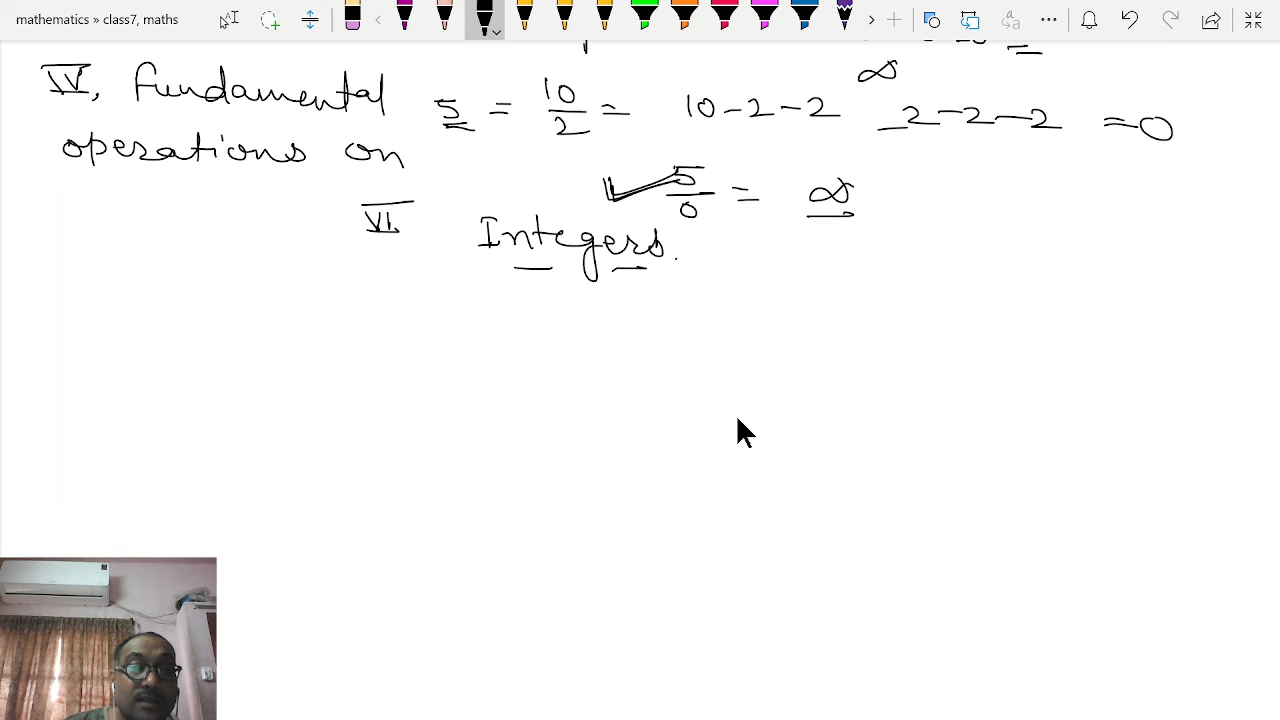 mathematics » class7, maths
∞
IV. Fundamental
operations on
5 = 10/2 = 10-2-2-2-2-2 = 0
5/0 = ∞
VI. Integers.